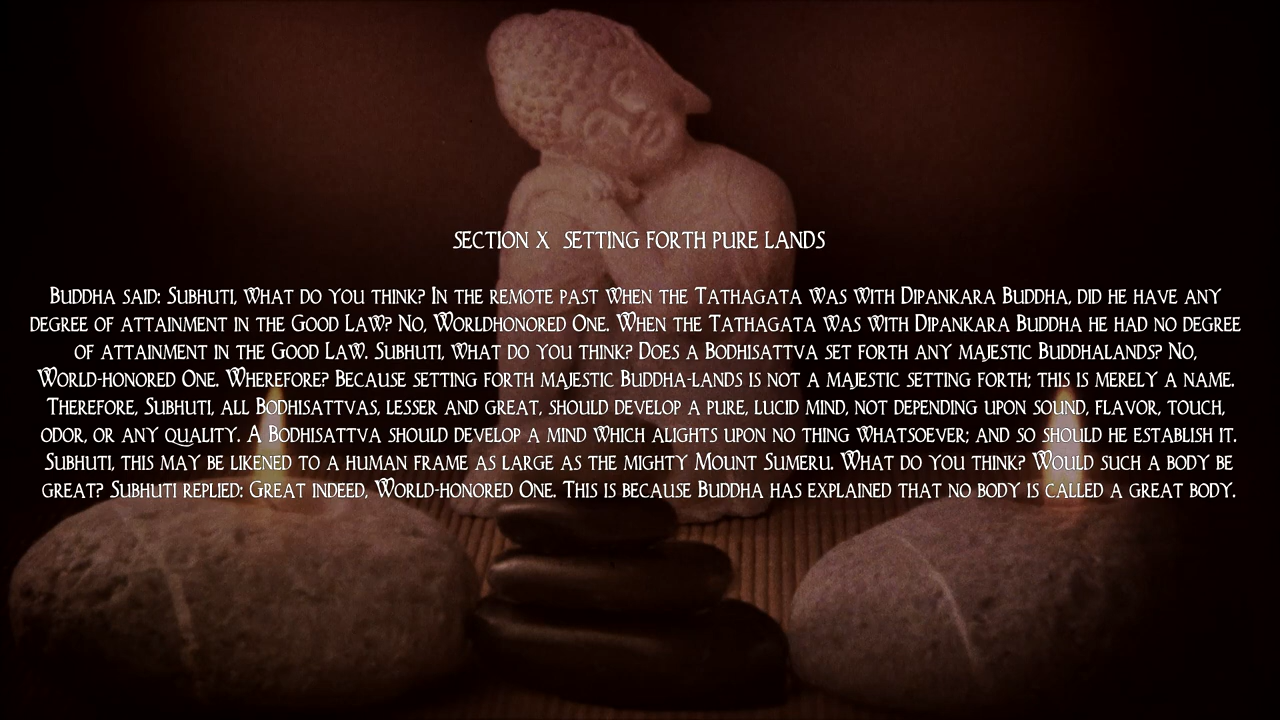 SECTION X SETTING FORTH PURE LANDS
BUDDHA SAID: SUBHUTI, WHAT DO YOU THINK? IN THE REMOTE PAST WHEN THE TATHAGATA WAS WITH DIPANKARA BUDDHA, DID HE HAVE ANY
DEGREE OF ATTAINMENT IN THE GOOD LAW? NO, WORLDHONORED ONE. WHEN THE TATHAGATA WAS WITH DIPANKARA BUDDHA HE HAD NO DEGREE
OF ATTAINMENT IN THE GOOD LAW. SUBHUTI, WHAT DO YOU THINK? DOES A BODHISATTVA SET FORTH ANY MAJESTIC BUDDHALANDS? NO,
WORLD-HONORED ONE. WHEREFORE? BECAUSE SETTING FORTH MAJESTIC BUDDHA-LANDS IS NOT A MAJESTIC SETTING FORTH; THIS IS MERELY A NAME.
THEREFORE, SUBHUTI, ALL BODHISATTVAS, LESSER AND GREAT, SHOULD DEVELOP A PURE, LUCID MIND, NOT DEPENDING UPON SOUND, FLAVOR, TOUCH,
ODOR, OR ANY QUALITY. A BODHISATTVA SHOULD DEVELOP A MIND WHICH ALIGHTS UPON NO THING WHATSOEVER; AND SO SHOULD HE ESTABLISH IT.
SUBHUTI, THIS MAY BE LIKENED TO A HUMAN FRAME AS LARGE AS THE MIGHTY MOUNT SUMERU. WHAT DO YOU THINK? WOULD SUCH A BODY BE
GREAT? SUBHUTI REPLIED: GREAT INDEED, WORLD-HONORED ONE. THIS IS BECAUSE BUDDHA HAS EXPLAINED THAT NO BODY IS CALLED A GREAT BODY.